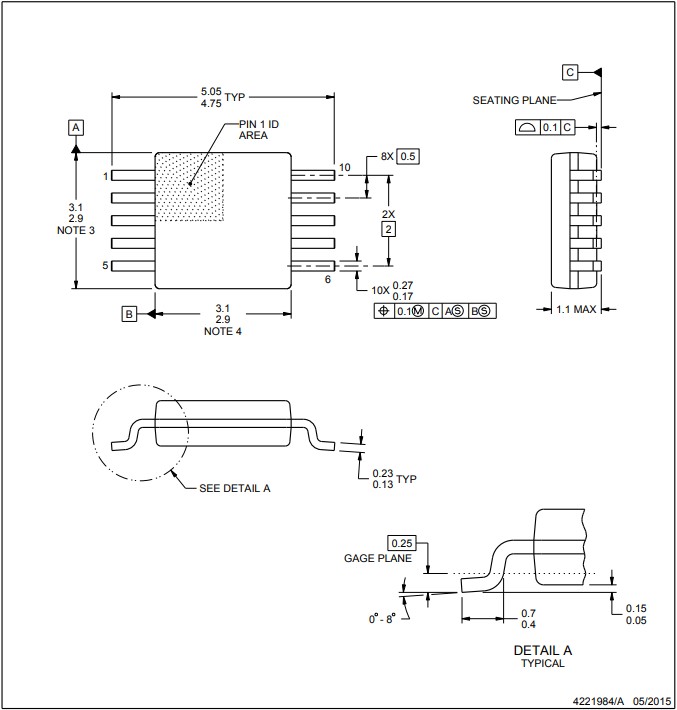 C
SEATING PLANE
5.05
4.75 TYP
0.1 C
A
PIN 1 ID
AREA
1
10
8X 0.5
3.1
2.9
NOTE 3
2X
2
5
6
10X 0.27
0.17
0.1Ⓜ C AⓈ BⓈ
B
3.1
2.9
NOTE 4
1.1 MAX
0.23
0.13 TYP
SEE DETAIL A
0.25
GAGE PLANE
0°- 8°
0.7
0.4
0.15
0.05
DETAIL A
TYPICAL
4221984/A 05/2015